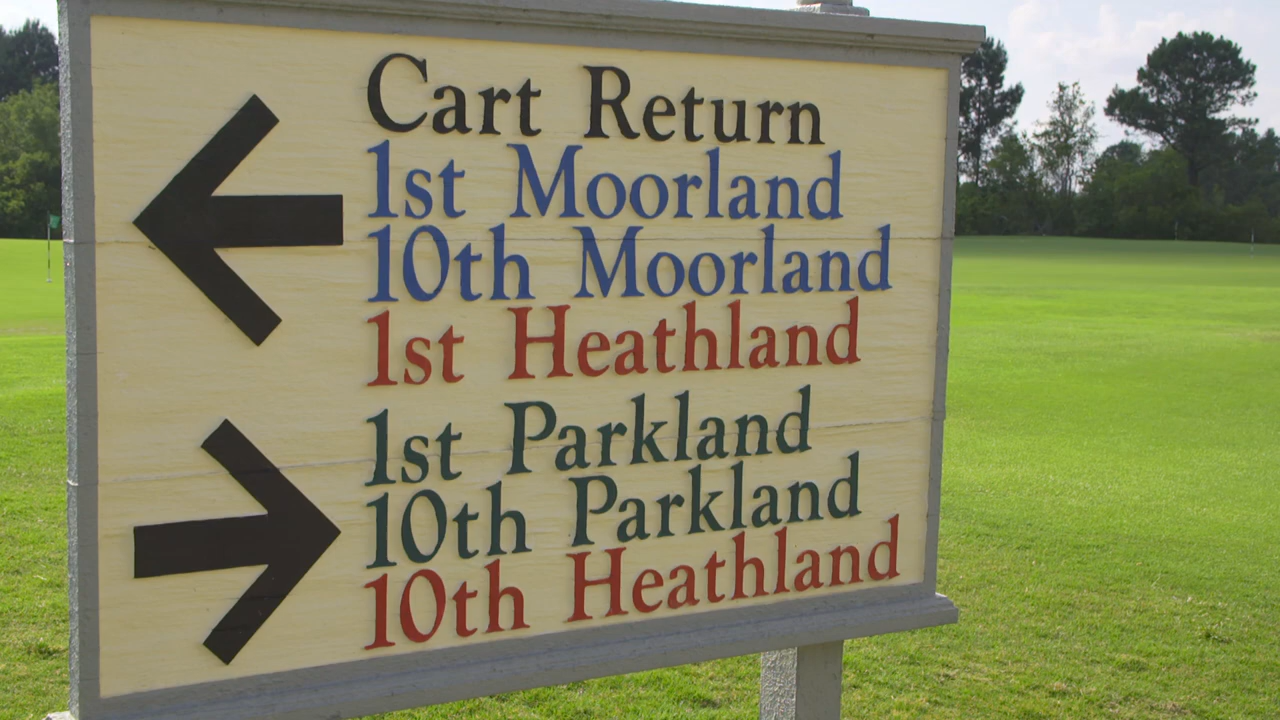 Cart Return
1st Moorland
10th Moorland
1st Heathland
1st Parkland
10th Parkland
10th Heathland